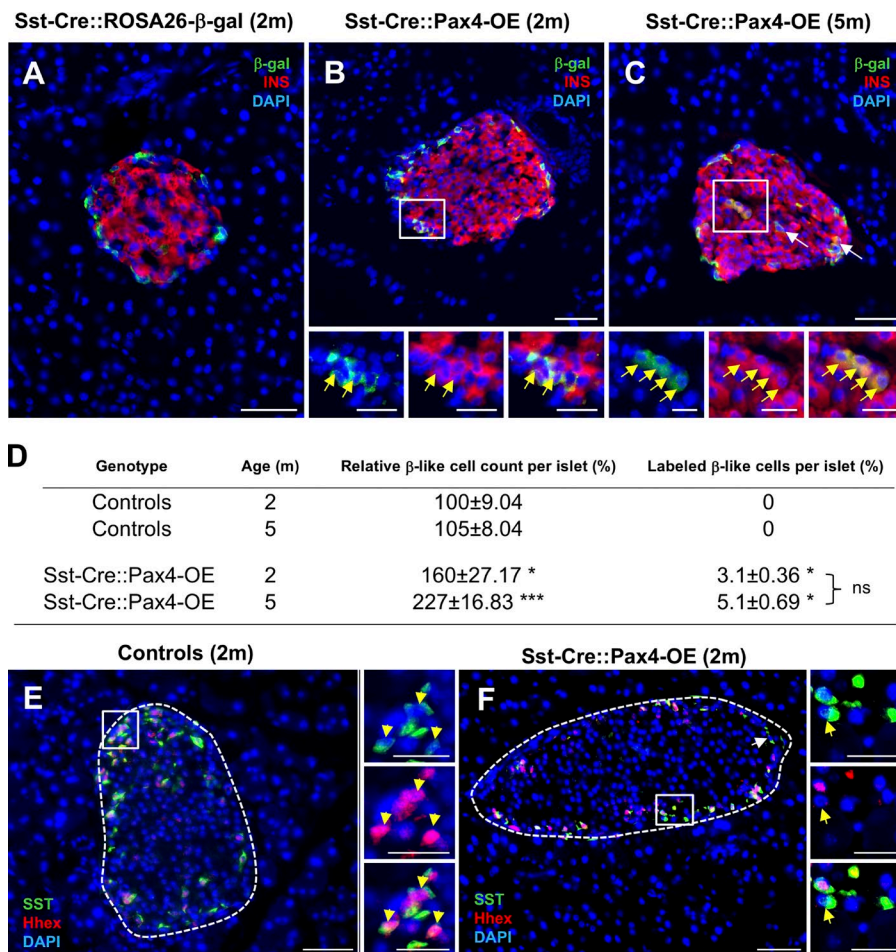 Sst-Cre::ROSA26-β-gal (2m)
Sst-Cre::Pax4-OE (2m)
Sst-Cre::Pax4-OE (5m)
A
β-gal
INS
DAPI
B
β-gal
INS
DAPI
C
β-gal
INS
DAPI
D
Genotype Age (m) Relative β-like cell count per islet (%) Labeled β-like cells per islet (%)
Controls 2 100±9.04 0
Controls 5 105±8.04 0
Sst-Cre::Pax4-OE 2 160±27.17 * 3.1±0.36 *
Sst-Cre::Pax4-OE 5 227±16.83 *** 5.1±0.69 *
ns
Controls (2m)
Sst-Cre::Pax4-OE (2m)
E
SST
Hhex
DAPI
F
SST
Hhex
DAPI